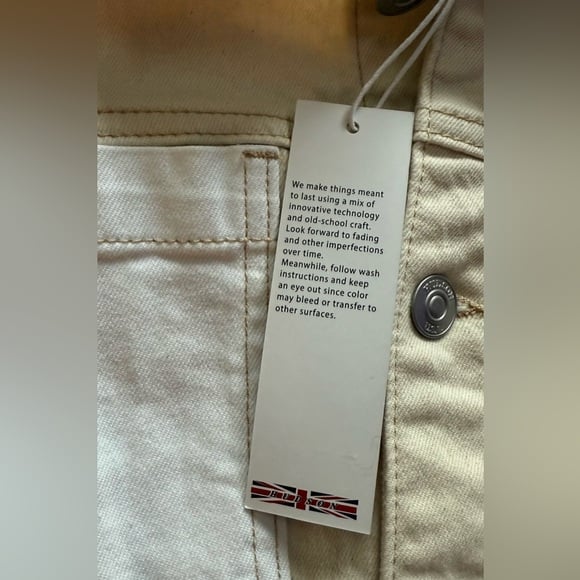 We make things meant
to last using a mix of
innovative technology
and old-school craft.
Look forward to fading
and other imperfections
over time.
Meanwhile, follow wash
instructions and keep
an eye out since color
may bleed or transfer to
other surfaces.
HUDSON